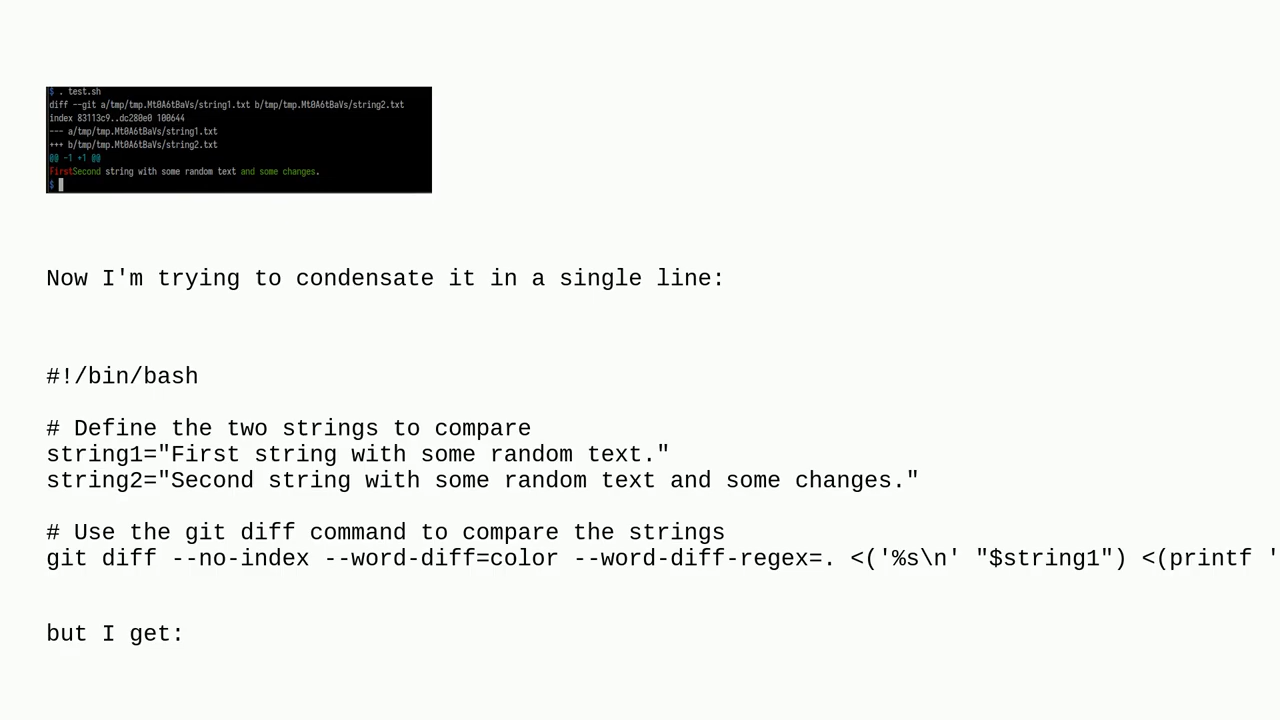 $ . test.sh
diff --git a/tmp/tmp.Mt0A6tBaVs/string1.txt b/tmp/tmp.Mt0A6tBaVs/string2.txt
index 83113c9..dc280e0 100644
--- a/tmp/tmp.Mt0A6tBaVs/string1.txt
+++ b/tmp/tmp.Mt0A6tBaVs/string2.txt
@@ -1 +1 @@
FirstSecond string with some random text and some changes.
$
Now I'm trying to condensate it in a single line:
#!/bin/bash
# Define the two strings to compare
string1="First string with some random text."
string2="Second string with some random text and some changes."
# Use the git diff command to compare the strings
git diff --no-index --word-diff=color --word-diff-regex=. <('%s\n' "$string1") <(printf '
but I get: